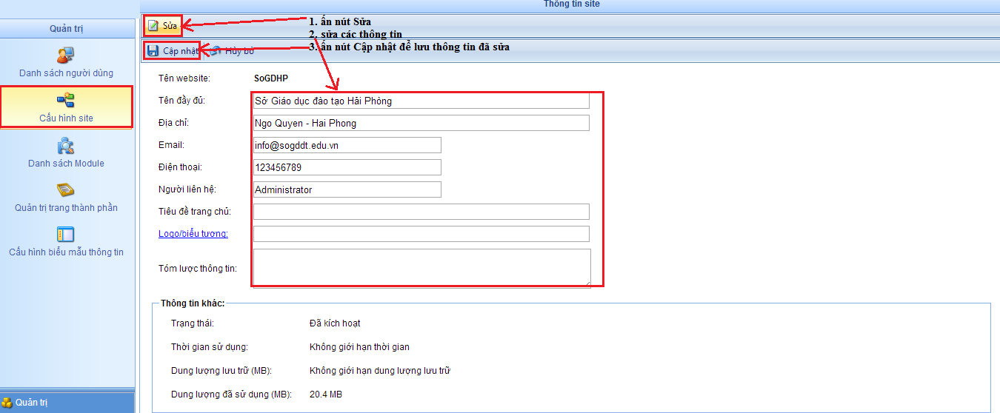 Thông tin site
Quản trị
Danh sách người dùng
Cấu hình site
Danh sách Module
Quản trị trang thành phần
Cấu hình biểu mẫu thông tin
Quản trị
Sửa
1. ấn nút Sửa
2. sửa các thông tin
Cập nhật Hủy bỏ
3. ấn nút Cập nhật để lưu thông tin đã sửa
Tên website: SoGDHP
Tên đầy đủ: Sở Giáo dục đào tạo Hải Phòng
Địa chỉ: Ngo Quyen - Hai Phong
Email: info@sogddt.edu.vn
Điện thoại: 123456789
Người liên hệ: Administrator
Tiêu đề trang chủ:
Logo/biểu tượng:
Tóm lược thông tin:
Thông tin khác:
Trạng thái: Đã kích hoạt
Thời gian sử dụng: Không giới hạn thời gian
Dung lượng lưu trữ (MB): Không giới hạn dung lượng lưu trữ
Dung lượng đã sử dụng (MB): 20.4 MB